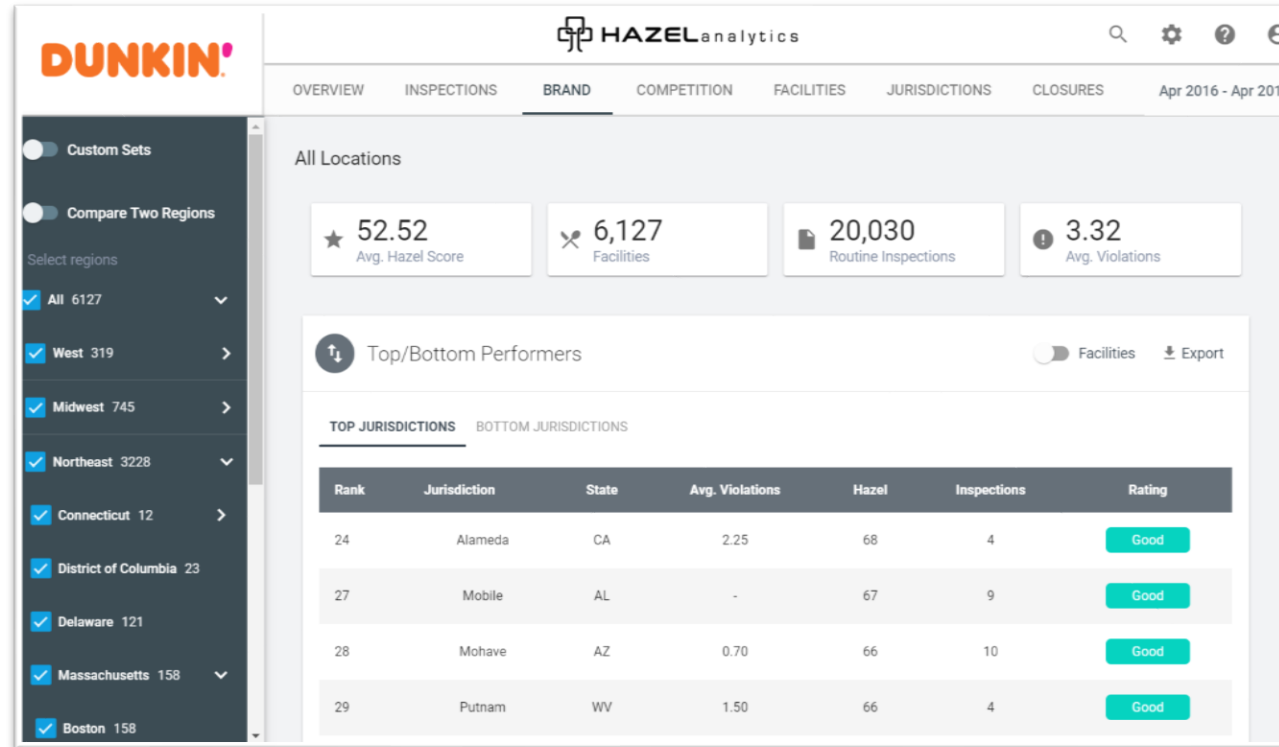 DUNKIN'
HAZELanalytics
OVERVIEW INSPECTIONS BRAND COMPETITION FACILITIES JURISDICTIONS CLOSURES Apr 2016 - Apr 201
Custom Sets
Compare Two Regions
Select regions
All 6127
West 319
Midwest 745
Northeast 3228
Connecticut 12
District of Columbia 23
Delaware 121
Massachusetts 158
Boston 158
All Locations
52.52
Avg. Hazel Score
6,127
Facilities
20,030
Routine Inspections
3.32
Avg. Violations
Top/Bottom Performers
Facilities
Export
TOP JURISDICTIONS BOTTOM JURISDICTIONS
Rank Jurisdiction State Avg. Violations Hazel Inspections Rating
24 Alameda CA 2.25 68 4 Good
27 Mobile AL - 67 9 Good
28 Mohave AZ 0.70 66 10 Good
29 Putnam WV 1.50 66 4 Good